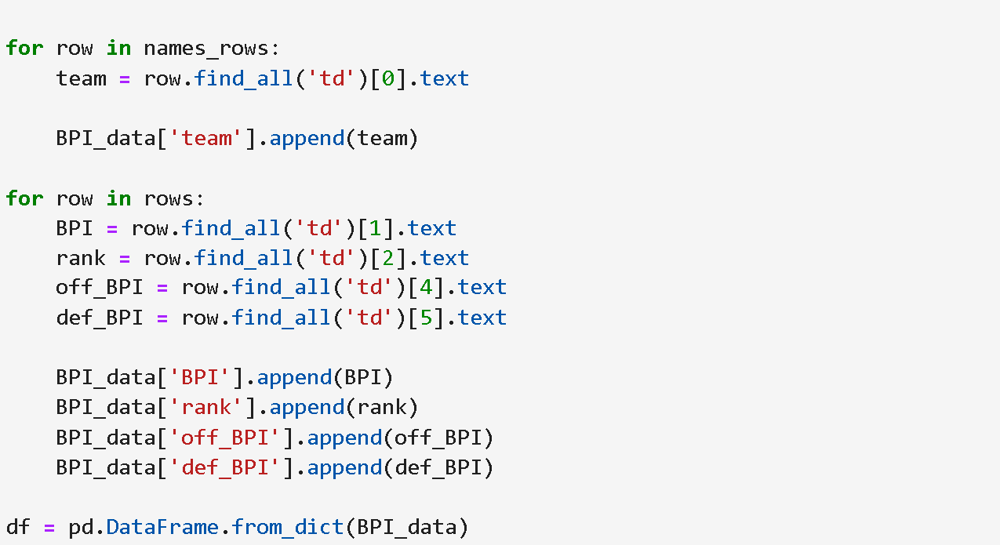 for row in names_rows:
    team = row.find_all('td')[0].text

    BPI_data['team'].append(team)

for row in rows:
    BPI = row.find_all('td')[1].text
    rank = row.find_all('td')[2].text
    off_BPI = row.find_all('td')[4].text
    def_BPI = row.find_all('td')[5].text

    BPI_data['BPI'].append(BPI)
    BPI_data['rank'].append(rank)
    BPI_data['off_BPI'].append(off_BPI)
    BPI_data['def_BPI'].append(def_BPI)

df = pd.DataFrame.from_dict(BPI_data)